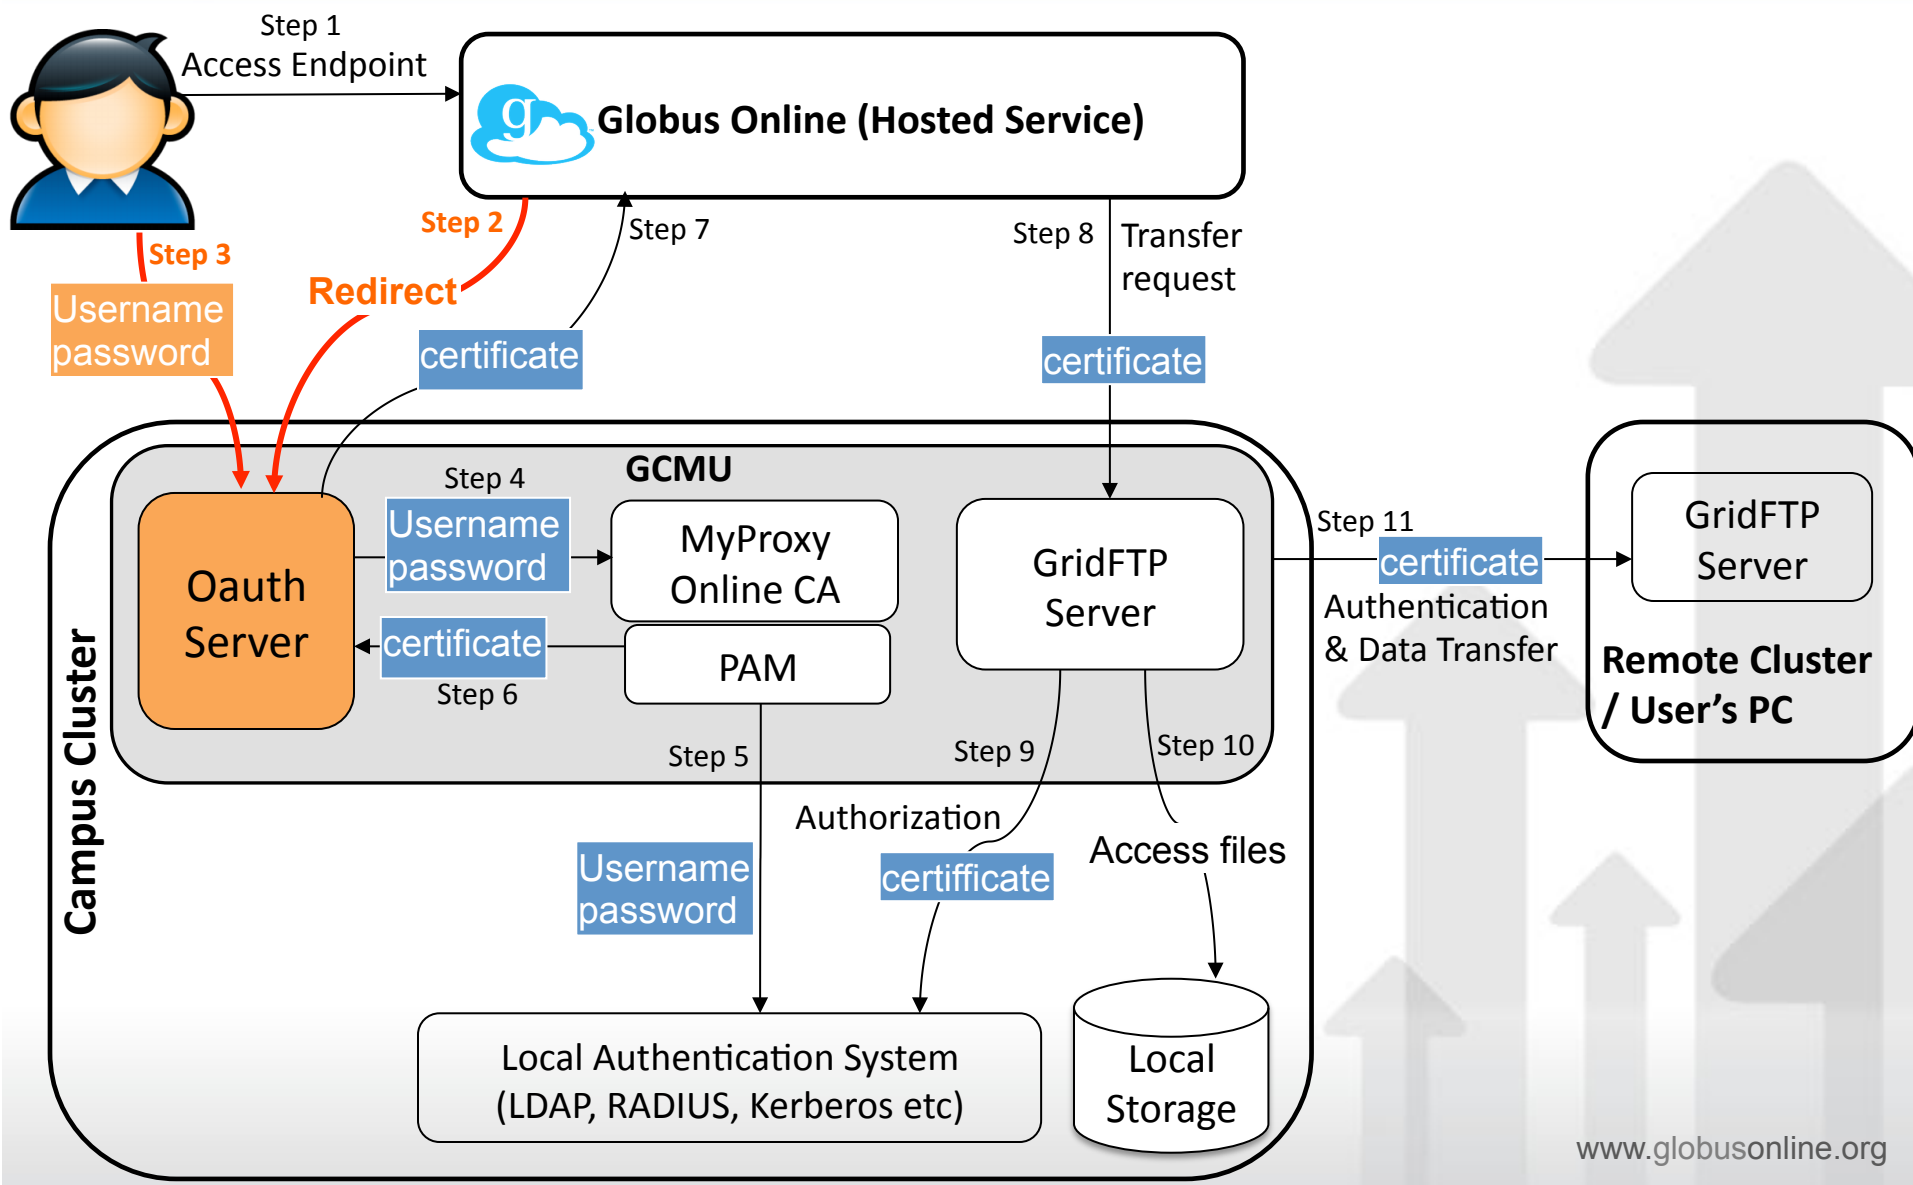 Step 1
Access Endpoint
g
Globus Online (Hosted Service)
Step 2
Redirect
Step 3
Username
password
Step 7
certificate
Step 8
Transfer
request
certificate
Campus Cluster
GCMU
Oauth
Server
Step 4
Username
password
MyProxy
Online CA
certificate
Step 6
PAM
GridFTP
Server
Step 11
certificate
Authentication
& Data Transfer
GridFTP
Server
Remote Cluster
/ User’s PC
Step 5
Username
password
Step 9
Authorization
certifficate
Step 10
Access files
Local Authentication System
(LDAP, RADIUS, Kerberos etc)
Local
Storage
www.globusonline.org